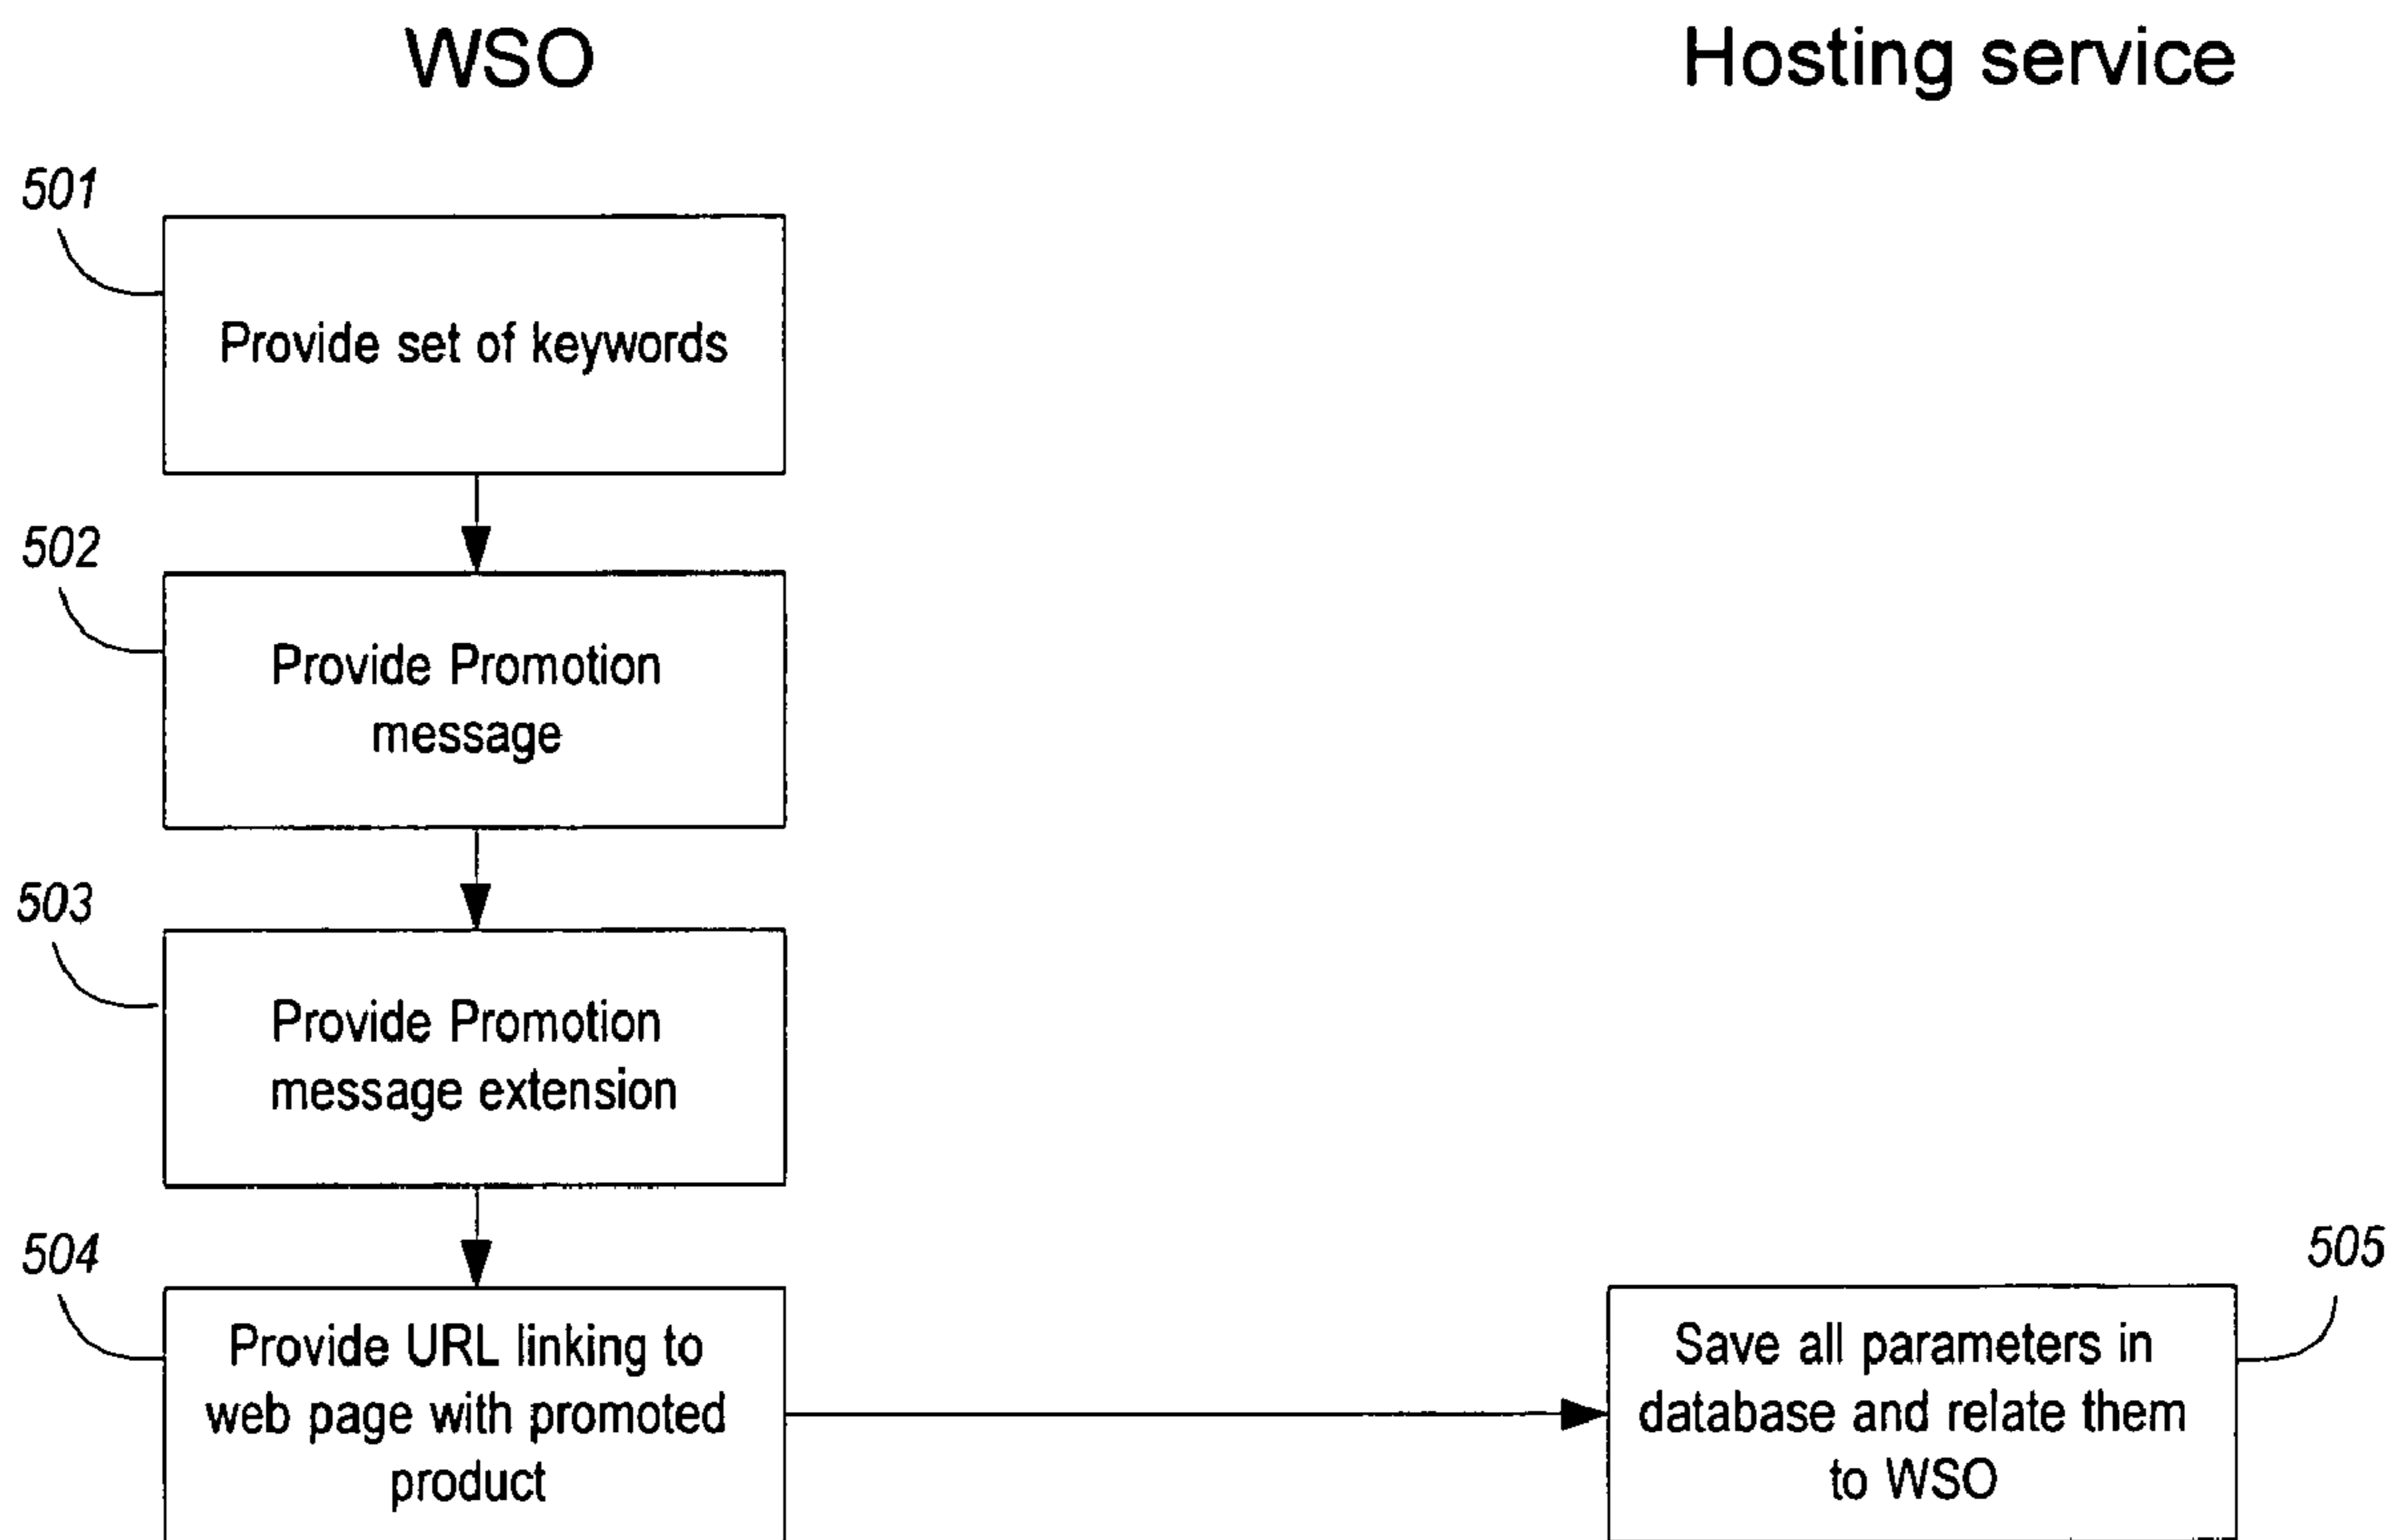 WSO
Hosting service
501
Provide set of keywords
502
Provide Promotion
message
503
Provide Promotion
message extension
504
Provide URL linking to
web page with promoted
product
505
Save all parameters in
database and relate them
to WSO